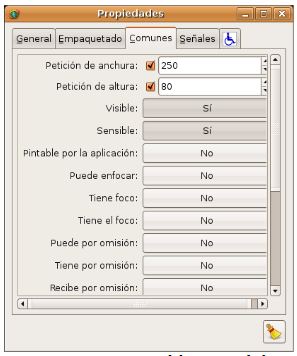 Propiedades
General Empaquetado Comunes Señales
Petición de anchura: 250
Petición de altura: 80
Visible: Sí
Sensible: Sí
Pintable por la aplicación: No
Puede enfocar: No
Tiene foco: No
Tiene el foco: No
Puede por omisión: No
Tiene por omisión: No
Recibe por omisión: No